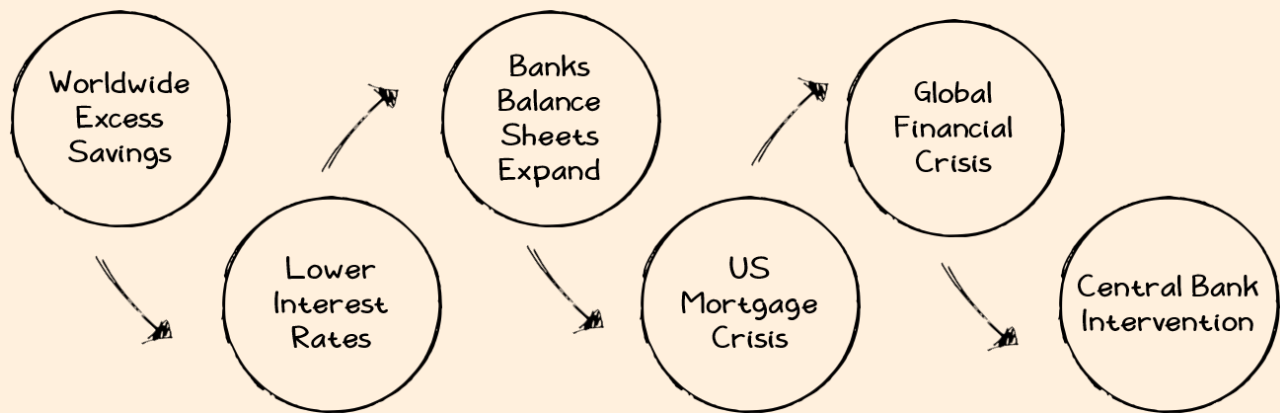 Worldwide
Excess
Savings
Lower
Interest
Rates
Banks
Balance
Sheets
Expand
US
Mortgage
Crisis
Global
Financial
Crisis
Central Bank
Intervention